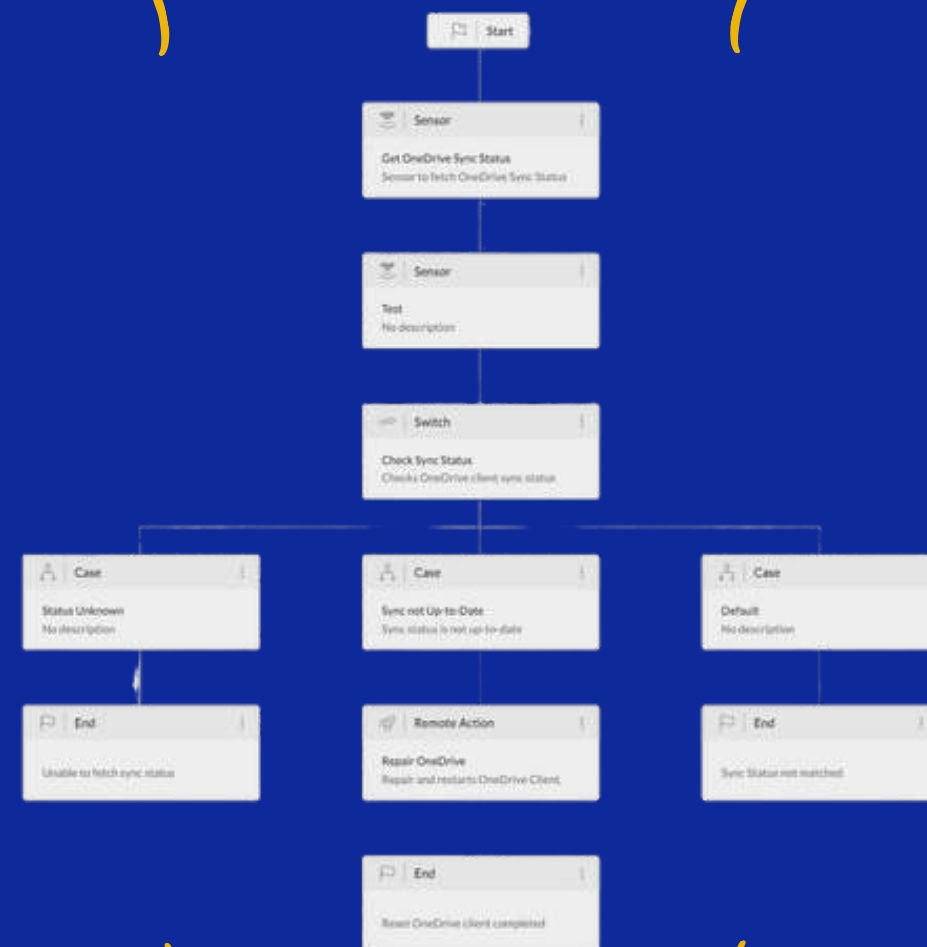 Start
Sensor
Get OneDrive Sync Status
Sensor to fetch OneDrive Sync Status
Sensor
Test
No description
Switch
Check Sync Status
Checks OneDrive client sync status
Case
Status Unknown
No description
Case
Sync not Up-to-Date
Sync status is not up-to-date
Case
Default
No description
End
Unable to fetch sync status
Remote Action
Repair OneDrive
Repair and restarts OneDrive Client.
End
Sync Status not matched
End
Reset OneDrive client completed